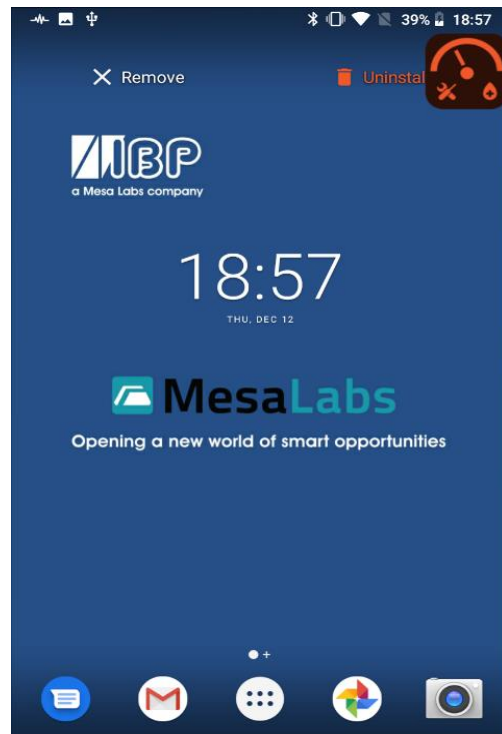 39% 18:57
Remove
Uninstal
IBP
a Mesa Labs company
18:57
THU, DEC 12
MesaLabs
Opening a new world of smart opportunities